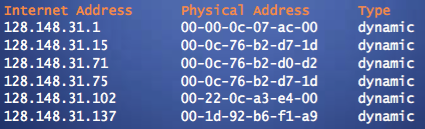 Internet Address Physical Address Type
128.148.31.1 00-00-0c-07-ac-00 dynamic
128.148.31.15 00-0c-76-b2-d7-1d dynamic
128.148.31.71 00-0c-76-b2-d0-d2 dynamic
128.148.31.75 00-0c-76-b2-d7-1d dynamic
128.148.31.102 00-22-0c-a3-e4-00 dynamic
128.148.31.137 00-1d-92-b6-f1-a9 dynamic